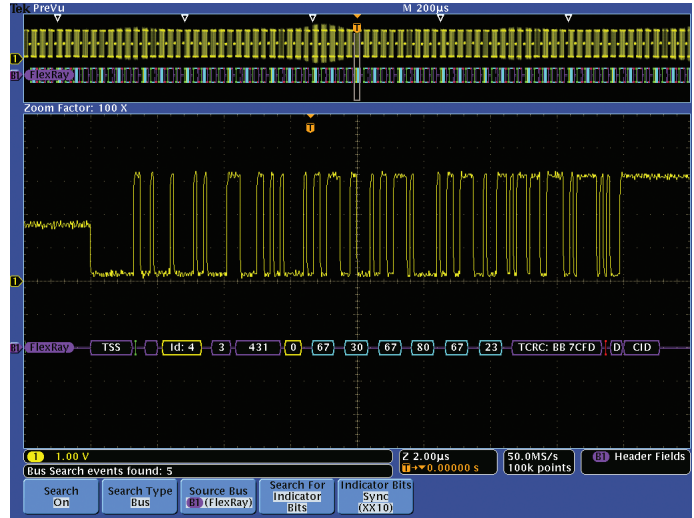 Tek PreVu M 200µs
T
1
B1 FlexRay
Zoom Factor: 100 X
T
1
B1 FlexRay TSS Id: 4 3 431 0 67 30 67 80 67 23 TCRC: BB 7CFD D CID
1 1.00 V Z 2.00µs 50.0MS/s B1 Header Fields
T→▼0.00000 s 100k points
Bus Search events found: 5
Search On
Search Type Bus
Source Bus B1 (FlexRay)
Search For Indicator Bits
Indicator Bits Sync (XX10)